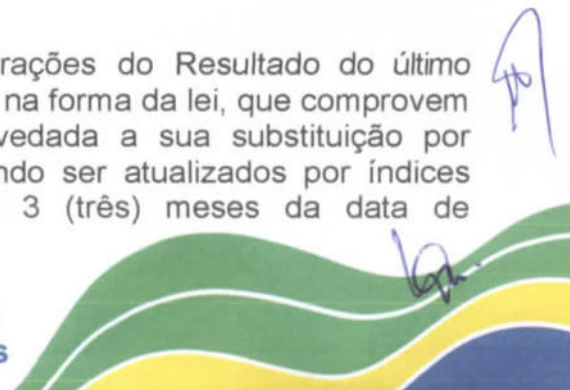 rações do Resultado do último
na forma da lei, que comprovem
vedada a sua substituição por
ndo ser atualizados por índices
3 (três) meses da data de
s